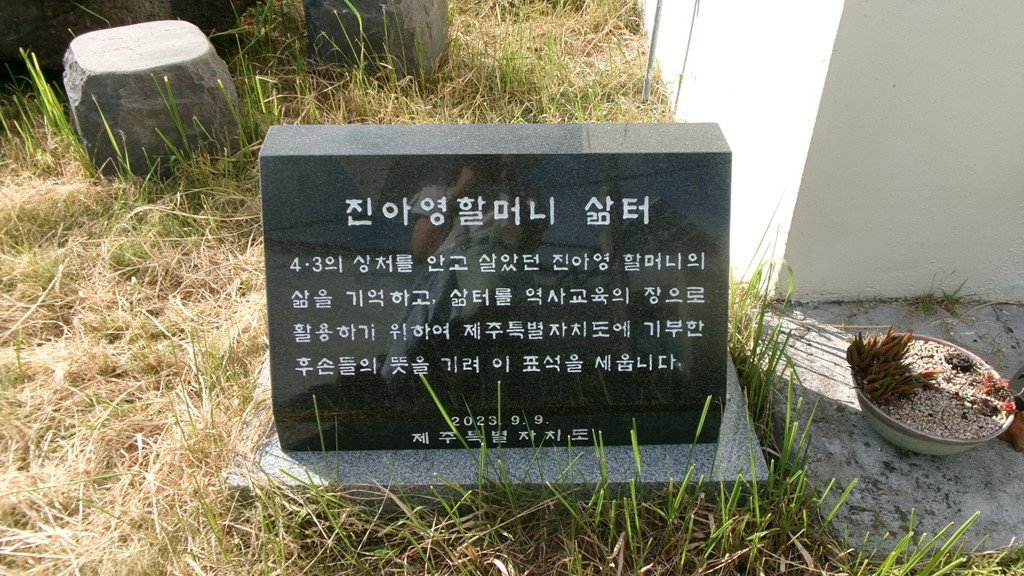 진아영할머니 삶터
4·3의 상처를 안고 살았던 진아영 할머니의
삶을 기억하고, 삶터를 역사교육의 장으로
활용하기 위하여 제주특별자치도에 기부한
후손들의 뜻을 기려 이 표석을 세웁니다.
2023. 9. 9.
제주특별자치도